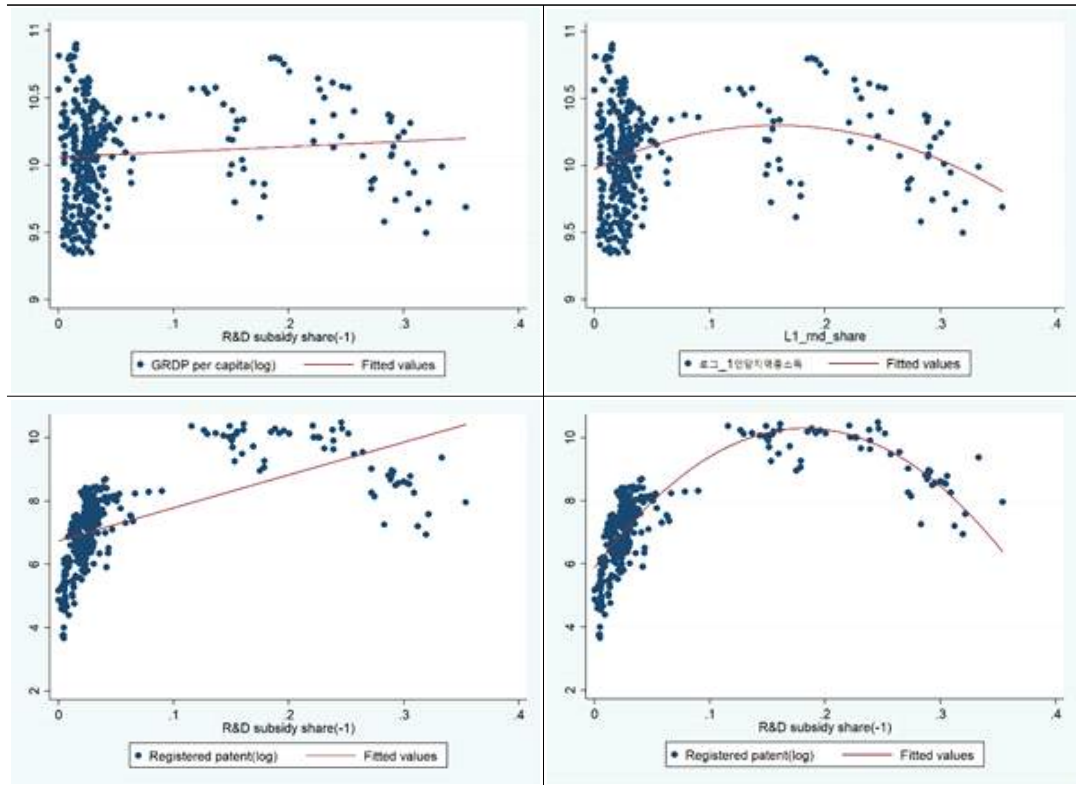 11
10.5
10
9.5
9
0 .1 .2 .3 .4
R&D subsidy share(-1)
GRDP per capita(log) Fitted values
11
10.5
10
9.5
9
0 .1 .2 .3 .4
L1_rnd_share
로그_1인당지역총소득 Fitted values
10
8
6
4
2
0 .1 .2 .3 .4
R&D subsidy share(-1)
Registered patent(log) Fitted values
10
8
6
4
2
0 .1 .2 .3 .4
R&D subsidy share(-1)
Registered patent(log) Fitted values